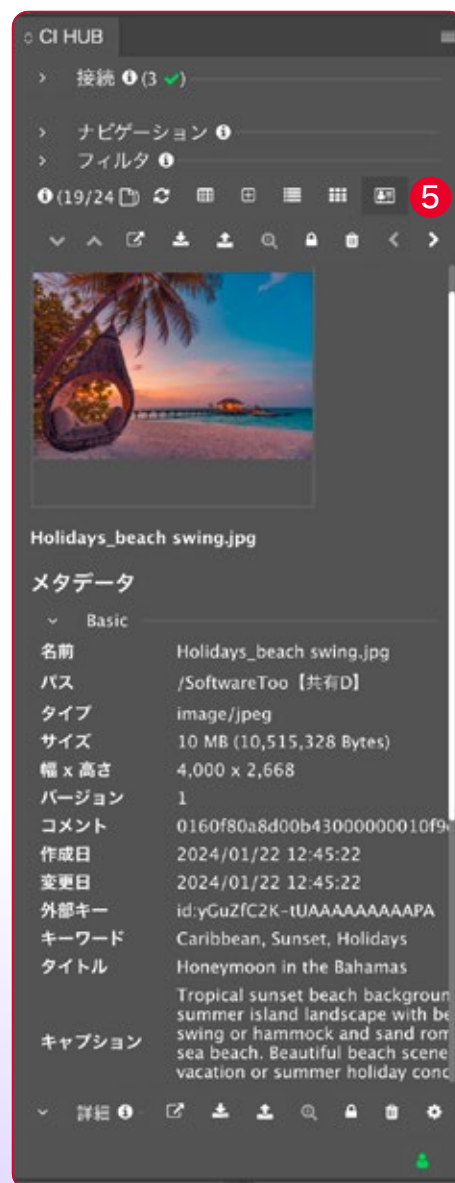 CI HUB
接続 (3 ✓)
ナビゲーション
フィルタ
(19/24)
5
Holidays_beach swing.jpg
メタデータ
Basic
名前 Holidays_beach swing.jpg
パス /SoftwareToo【共有D】
タイプ image/jpeg
サイズ 10 MB (10,515,328 Bytes)
幅 x 高さ 4,000 x 2,668
バージョン 1
コメント 0160f80a8d00b43000000010f9
作成日 2024/01/22 12:45:22
変更日 2024/01/22 12:45:22
外部キー id:yGuZfC2K-tUAAAAAAAAPA
キーワード Caribbean, Sunset, Holidays
タイトル Honeymoon in the Bahamas
Tropical sunset beach backgroun
summer island landscape with be
キャプション swing or hammock and sand rom
sea beach. Beautiful beach scene
vacation or summer holiday conc
詳細